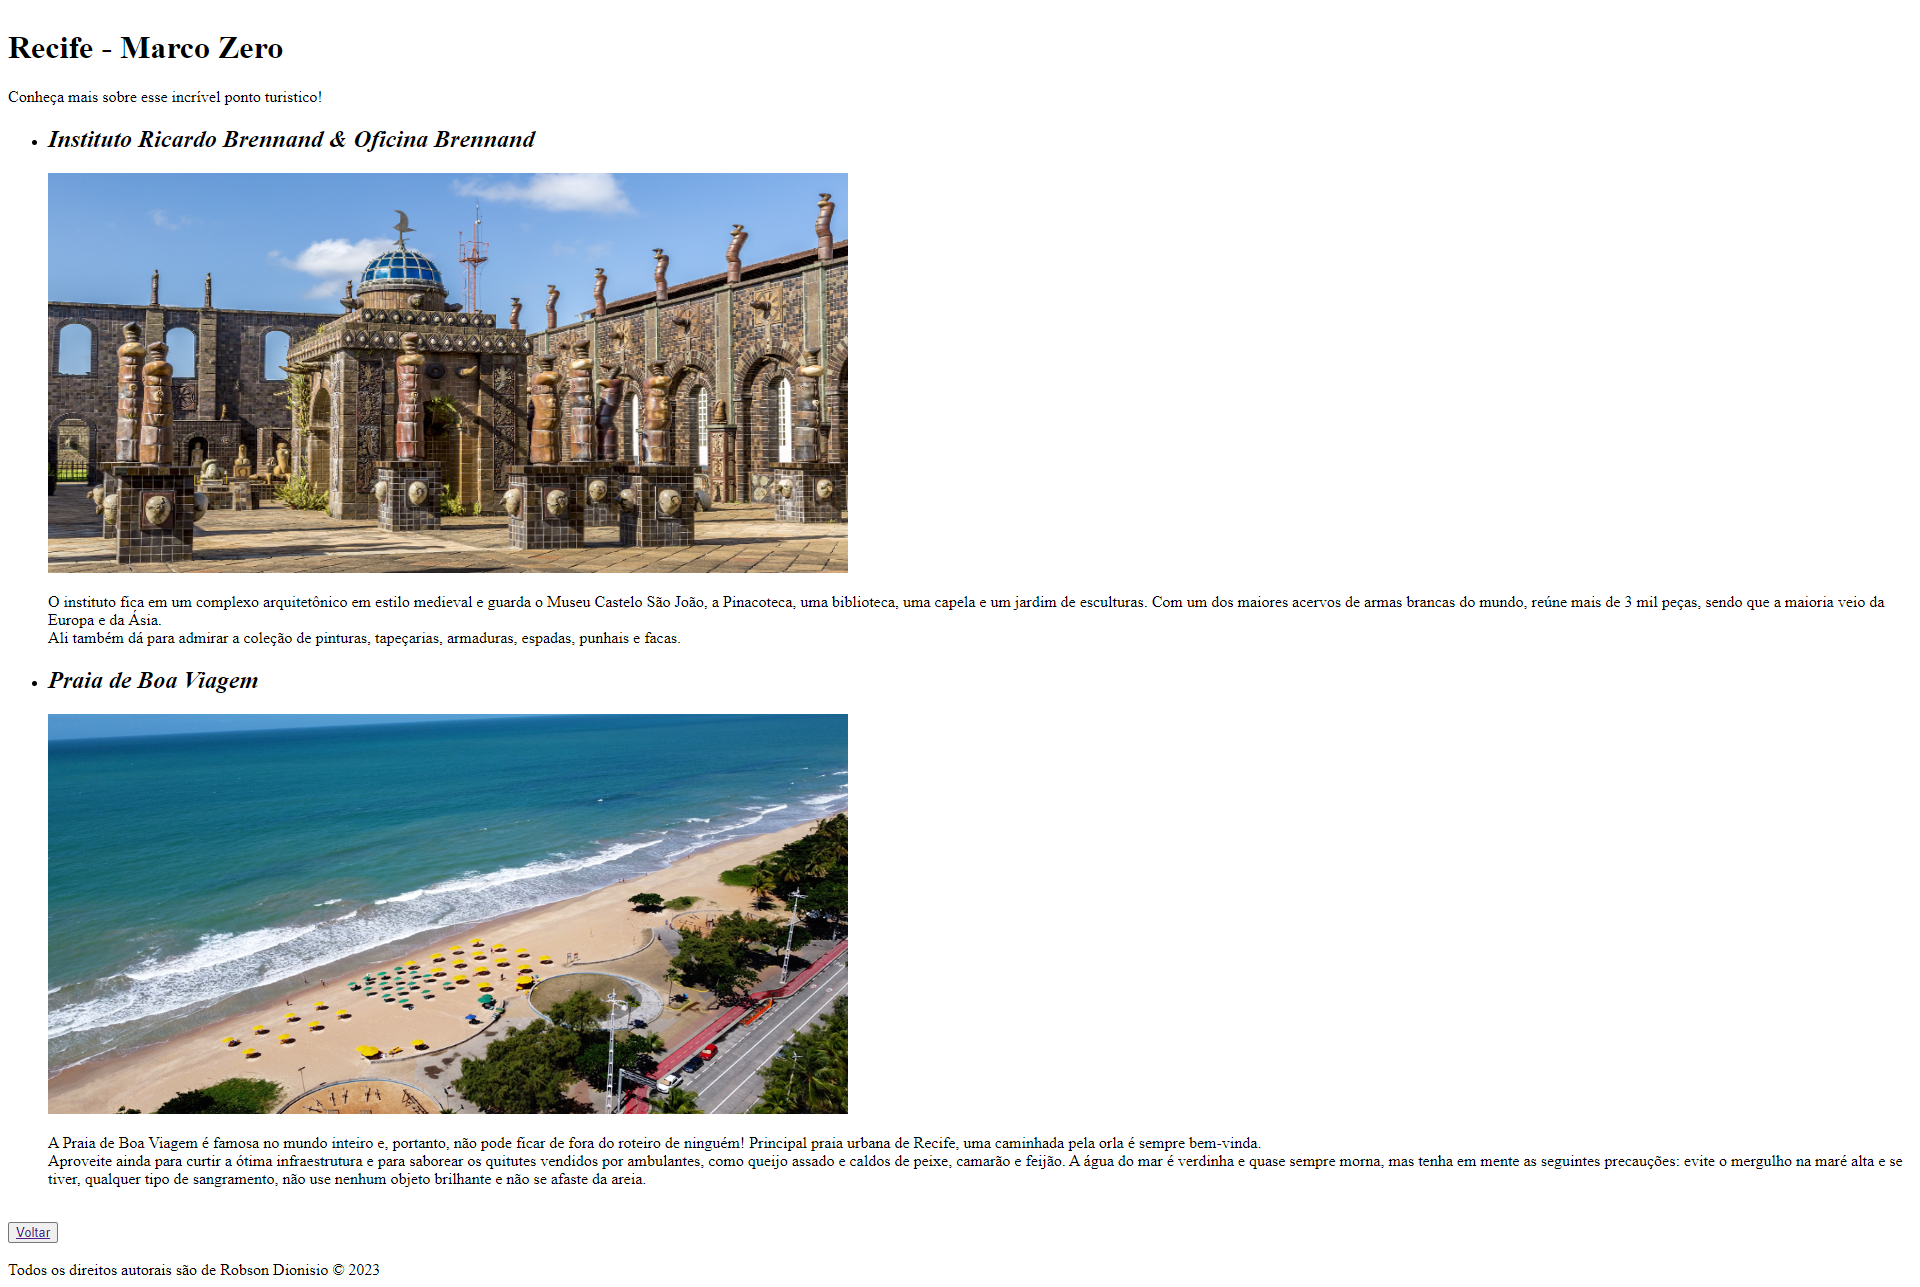 Recife - Marco Zero
Conheça mais sobre esse incrível ponto turistico!
Instituto Ricardo Brennand & Oficina Brennand
O instituto fica em um complexo arquitetônico em estilo medieval e guarda o Museu Castelo São João, a Pinacoteca, uma biblioteca, uma capela e um jardim de esculturas. Com um dos maiores acervos de armas brancas do mundo, reúne mais de 3 mil peças, sendo que a maioria veio da
Europa e da Ásia.
Ali também dá para admirar a coleção de pinturas, tapeçarias, armaduras, espadas, punhais e facas.
Praia de Boa Viagem
A Praia de Boa Viagem é famosa no mundo inteiro e, portanto, não pode ficar de fora do roteiro de ninguém! Principal praia urbana de Recife, uma caminhada pela orla é sempre bem-vinda.
Aproveite ainda para curtir a ótima infraestrutura e para saborear os quitutes vendidos por ambulantes, como queijo assado e caldos de peixe, camarão e feijão. A água do mar é verdinha e quase sempre morna, mas tenha em mente as seguintes precauções: evite o mergulho na maré alta e se
tiver, qualquer tipo de sangramento, não use nenhum objeto brilhante e não se afaste da areia.
Voltar
Todos os direitos autorais são de Robson Dionisio © 2023